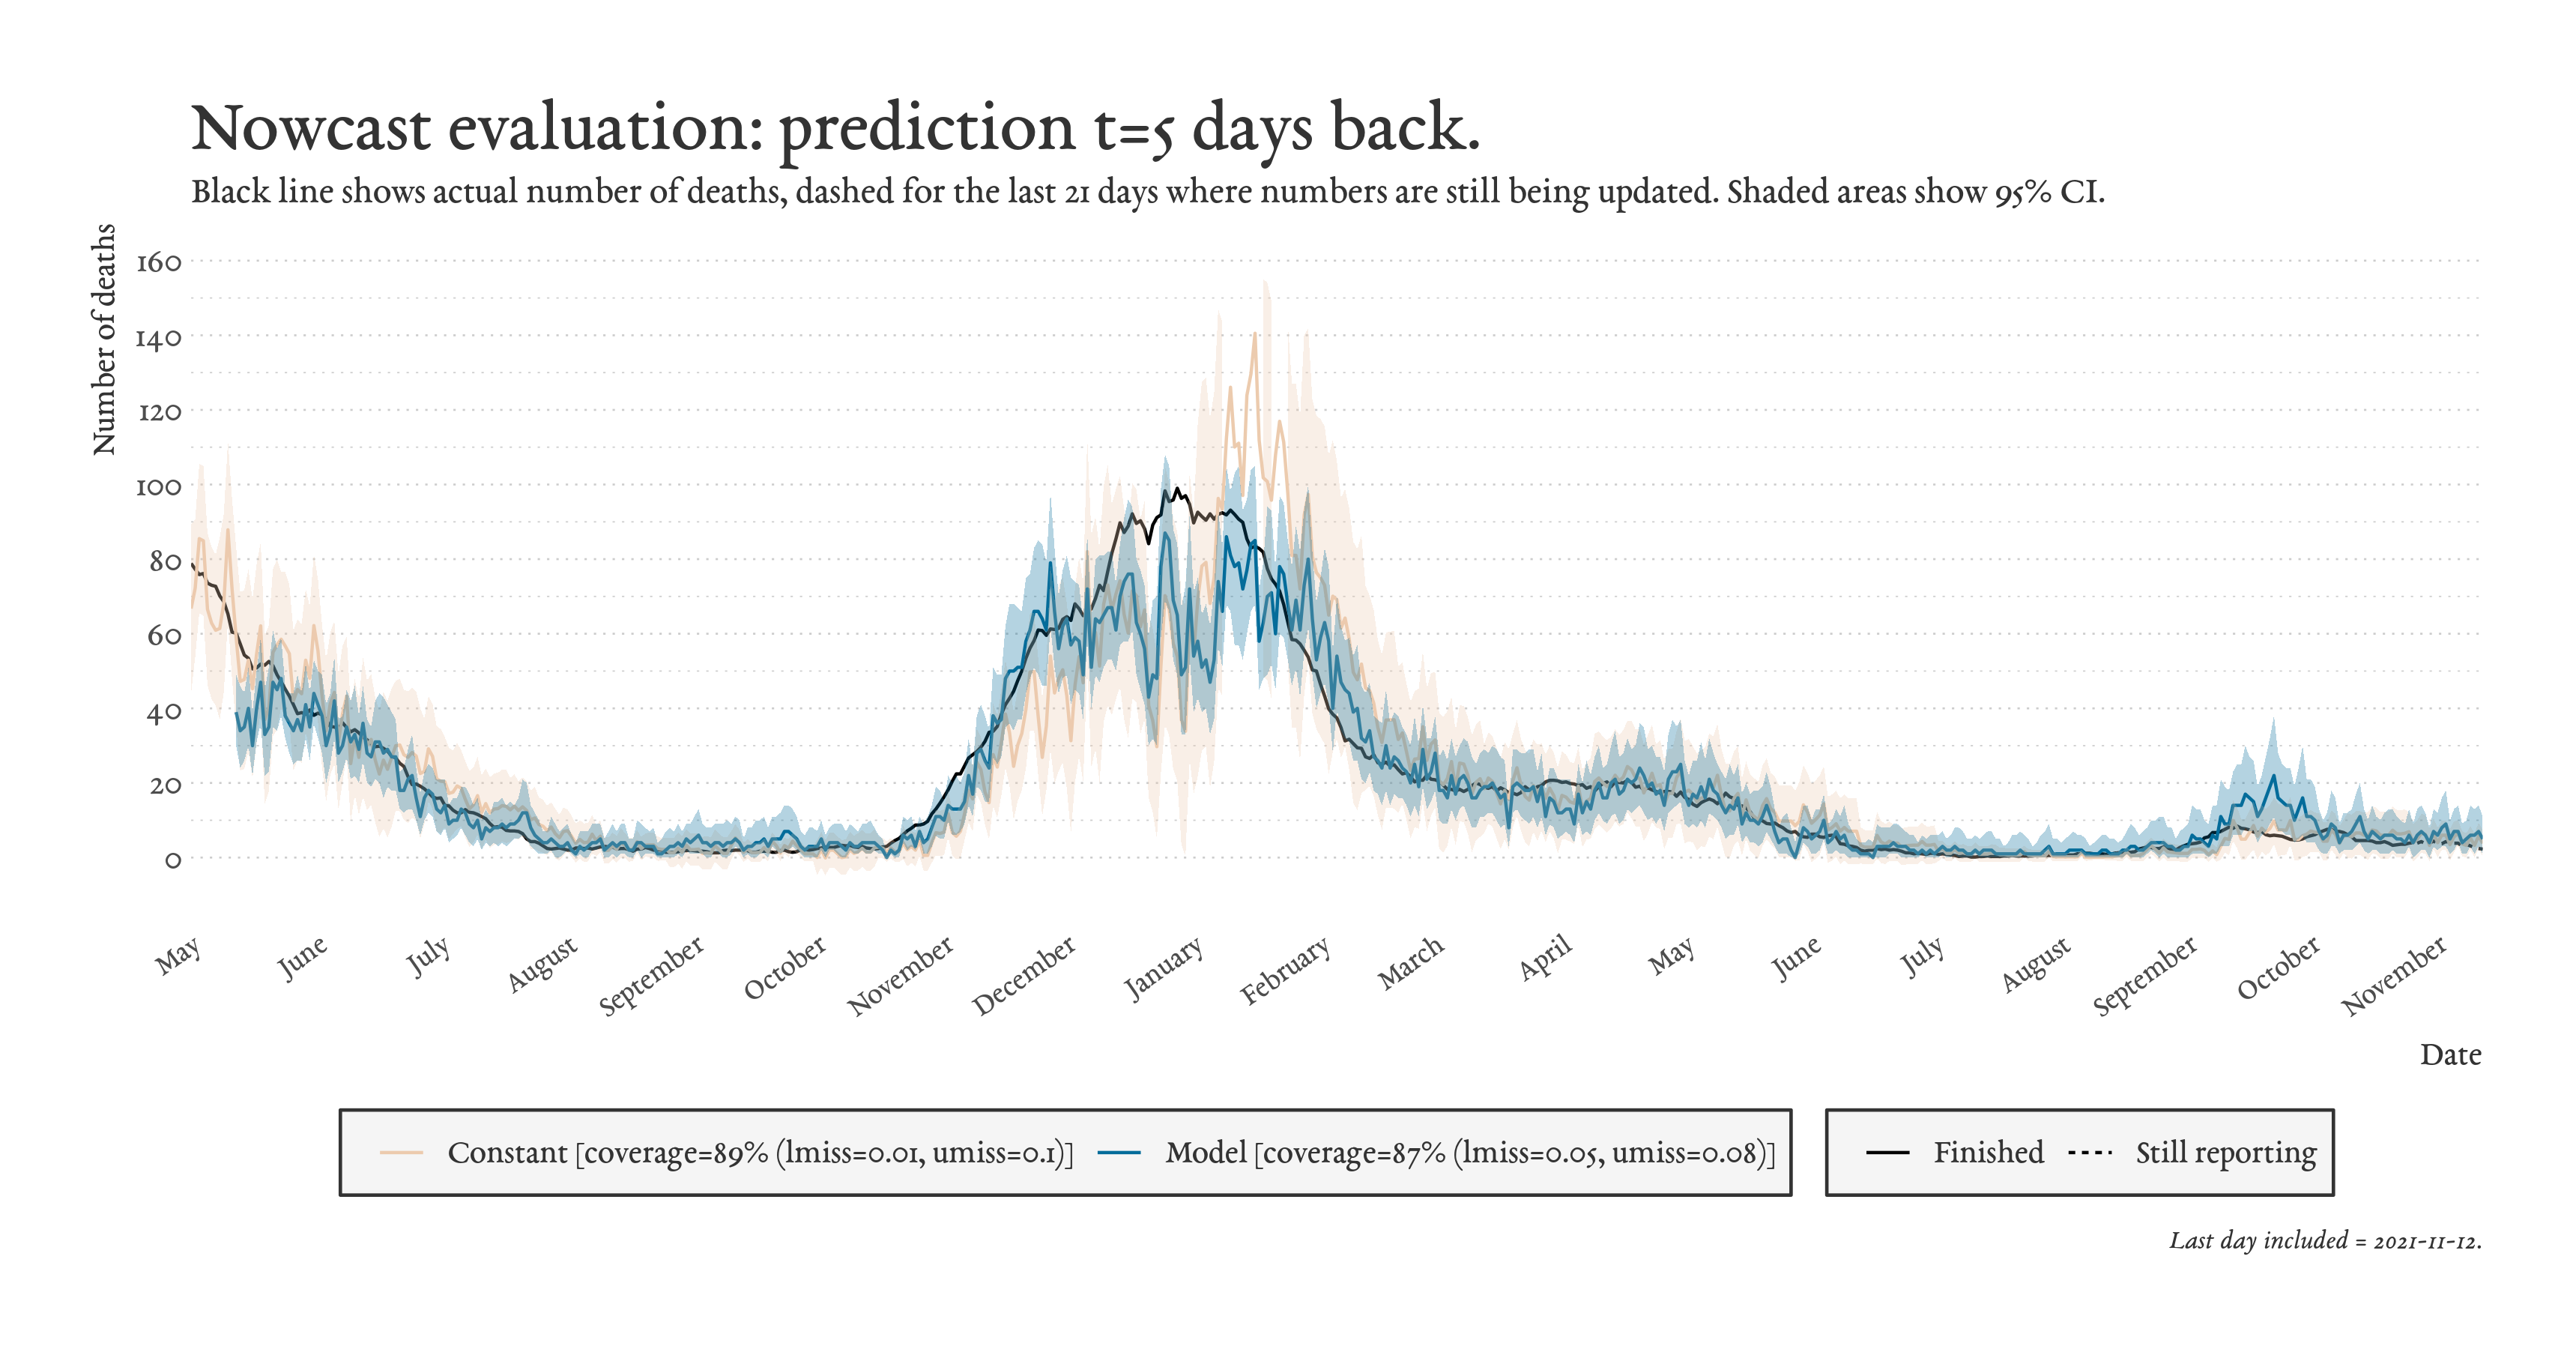 Nowcast evaluation: prediction t=5 days back.
Black line shows actual number of deaths, dashed for the last 21 days where numbers are still being updated. Shaded areas show 95% CI.
Number of deaths
160
140
120
100
80
60
40
20
0
May June July August September October November December January February March April May June July August September October November
Date
Constant [coverage=89% (lmiss=0.01, umiss=0.1)] Model [coverage=87% (lmiss=0.05, umiss=0.08)] Finished Still reporting
Last day included = 2021-11-12.